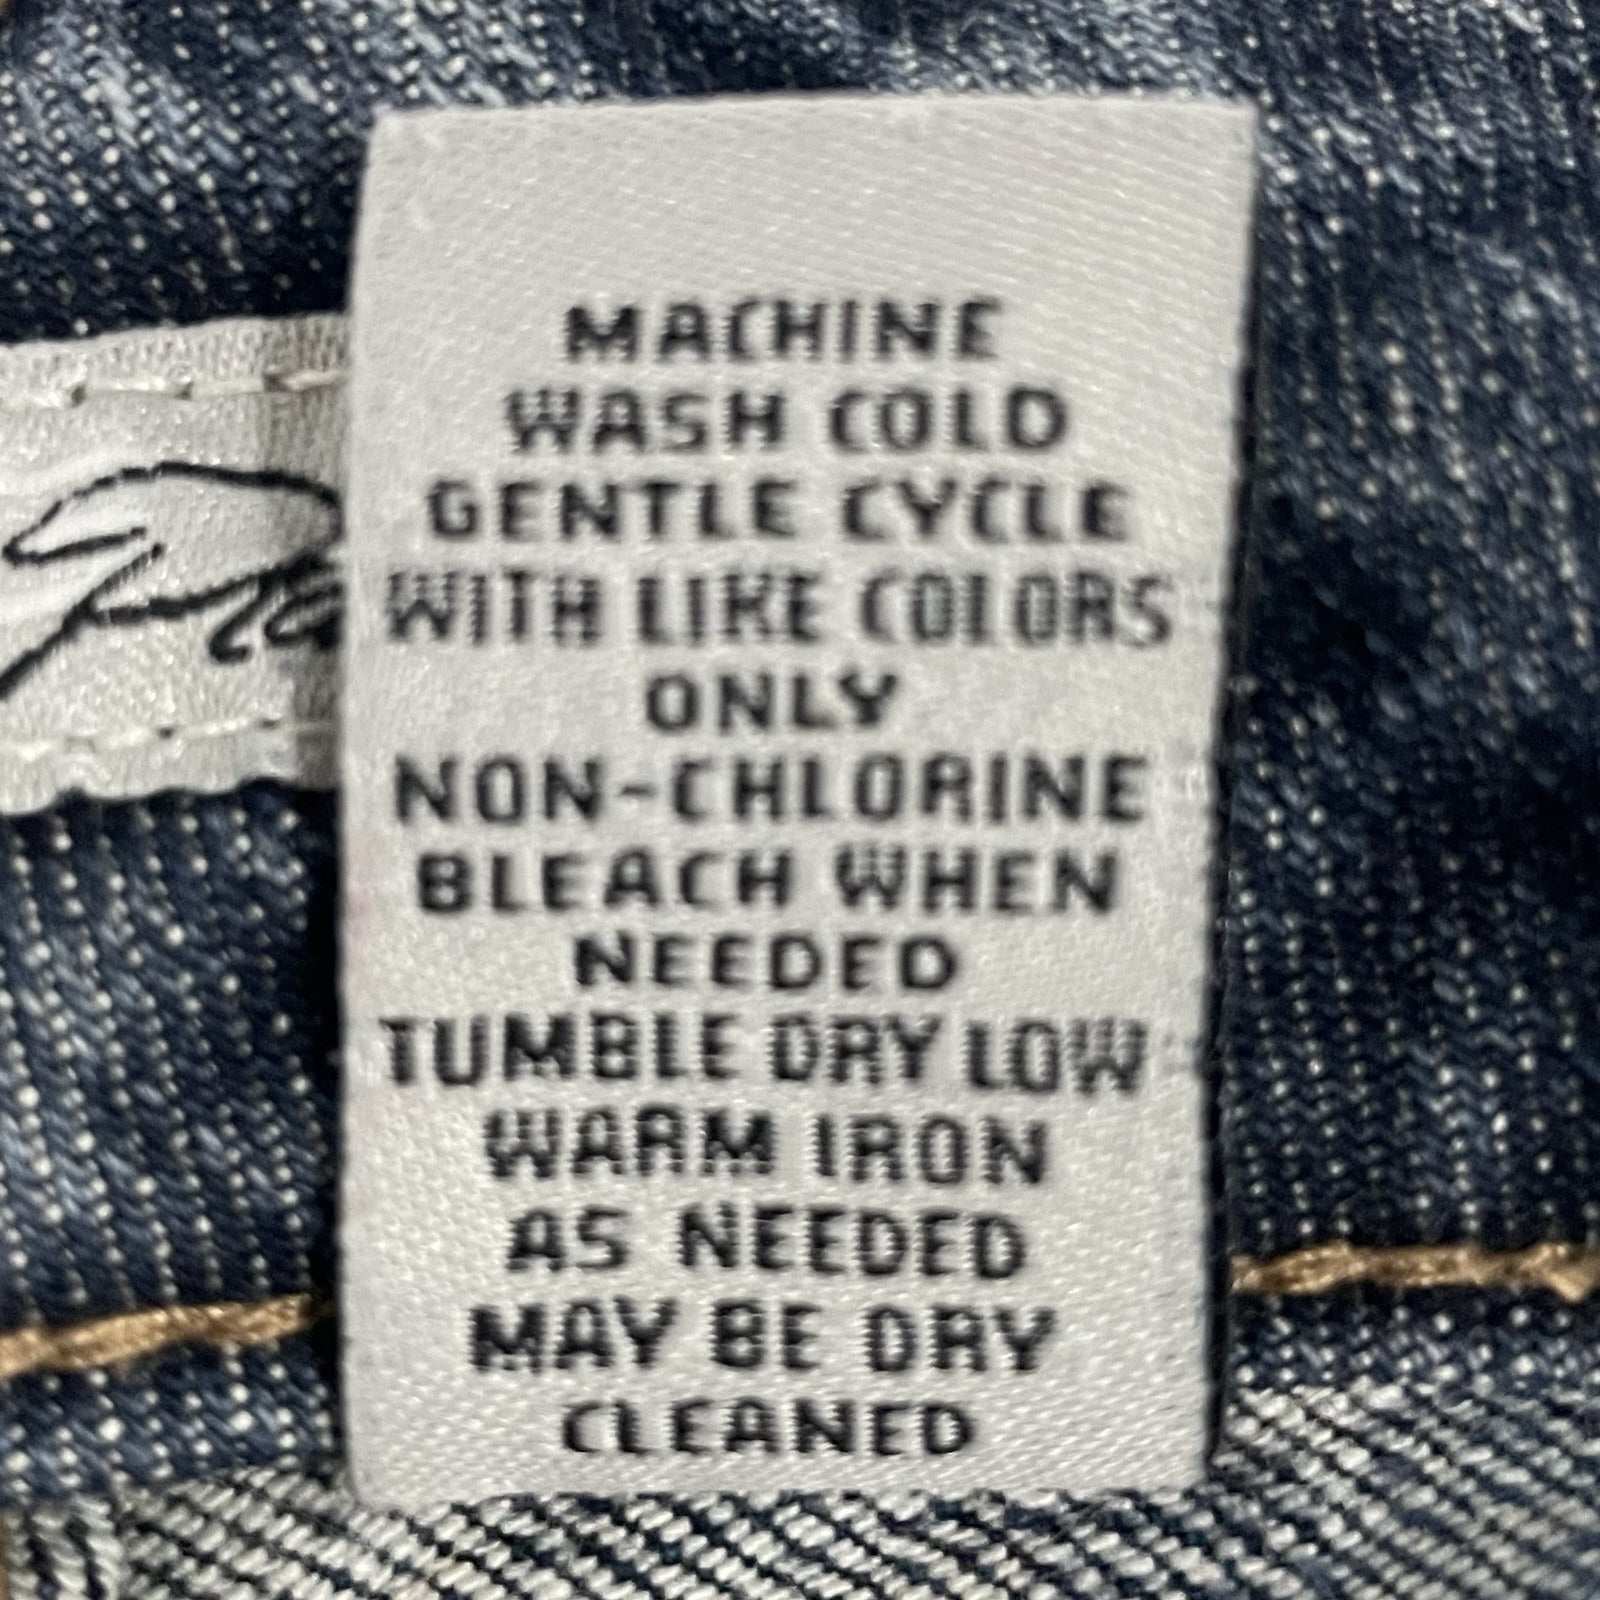 MACHINE
WASH COLD
GENTLE CYCLE
WITH LIKE COLORS
ONLY
NON-CHLORINE
BLEACH WHEN
NEEDED
TUMBLE DRY LOW
WARM IRON
AS NEEDED
MAY BE DRY
CLEANED